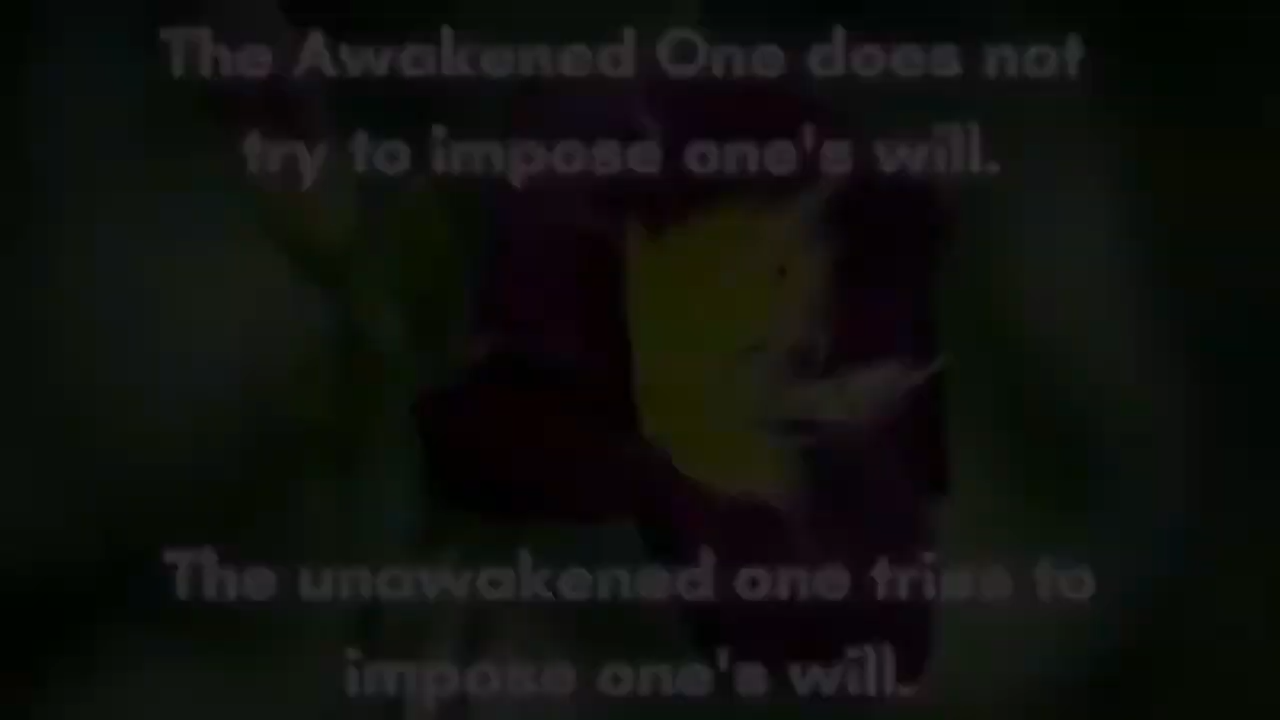 The Awakened One does not
try to impose one's will.
The unawakened one tries to
impose one's will.